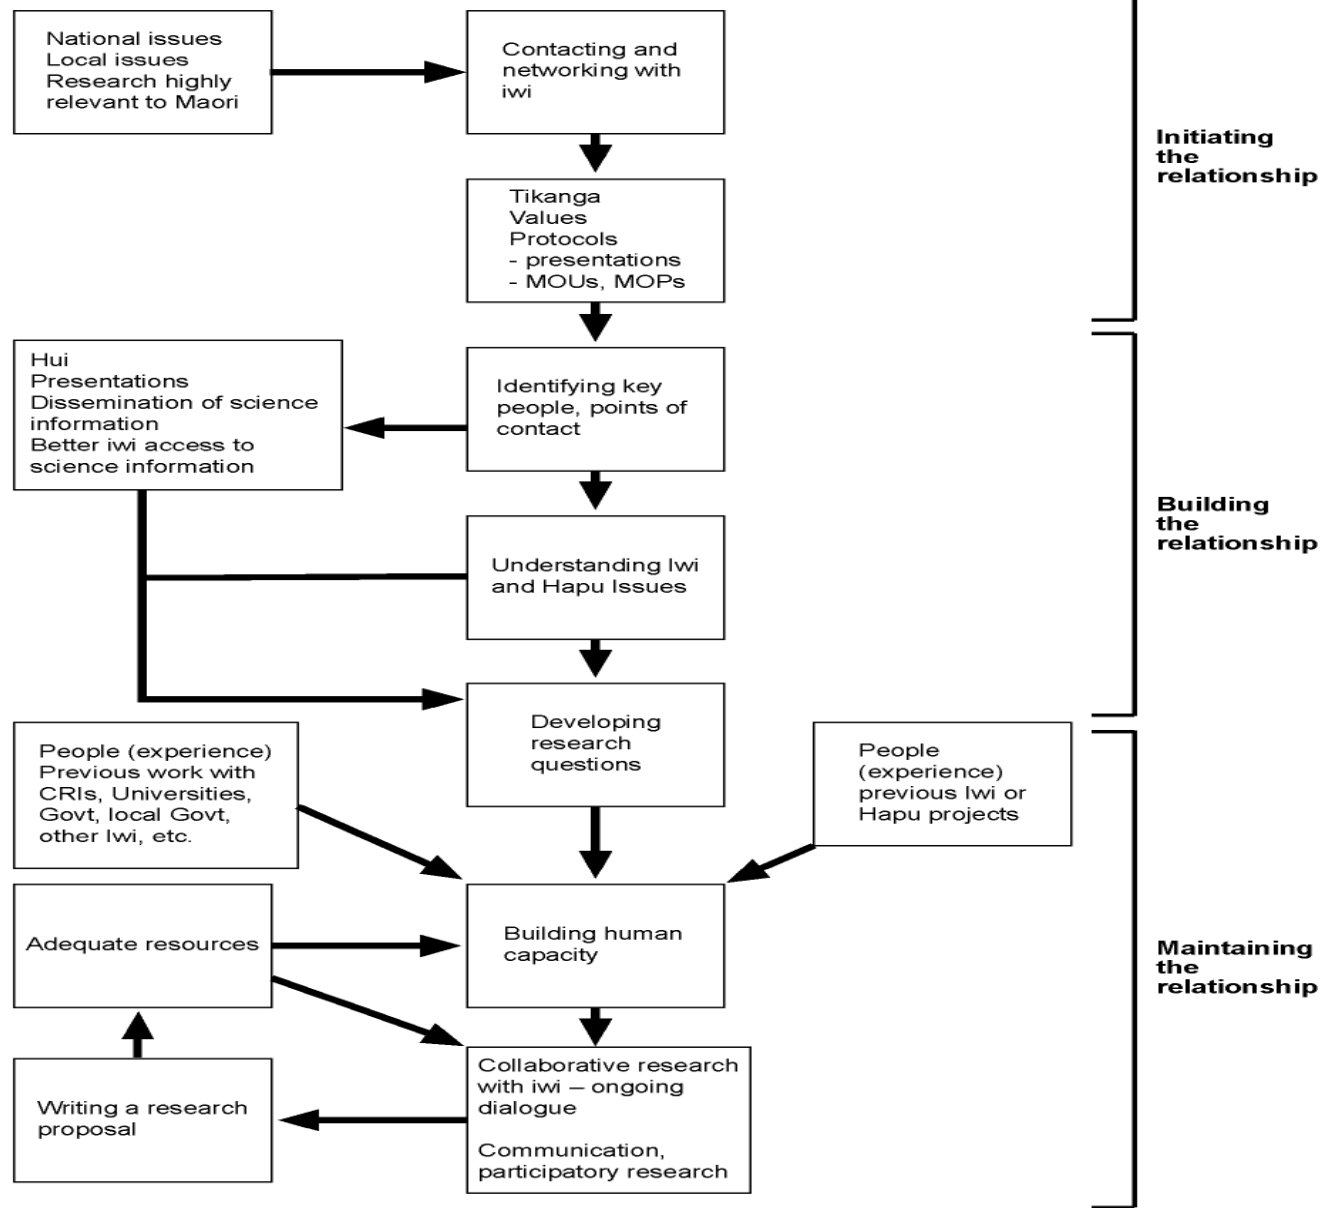 National issues
Local issues
Research highly
relevant to Maori
Contacting and
networking with
iwi
Initiating
the
relationship
Tikanga
Values
Protocols
- presentations
- MOUs, MOPs
Hui
Presentations
Dissemination of science
information
Better iwi access to
science information
Identifying key
people, points of
contact
Building
the
relationship
Understanding Iwi
and Hapu Issues
Developing
research
questions
People (experience)
Previous work with
CRIs, Universities,
Govt, local Govt,
other Iwi, etc.
People
(experience)
previous Iwi or
Hapu projects
Adequate resources
Building human
capacity
Maintaining
the
relationship
Writing a research
proposal
Collaborative research
with iwi – ongoing
dialogue
Communication,
participatory research